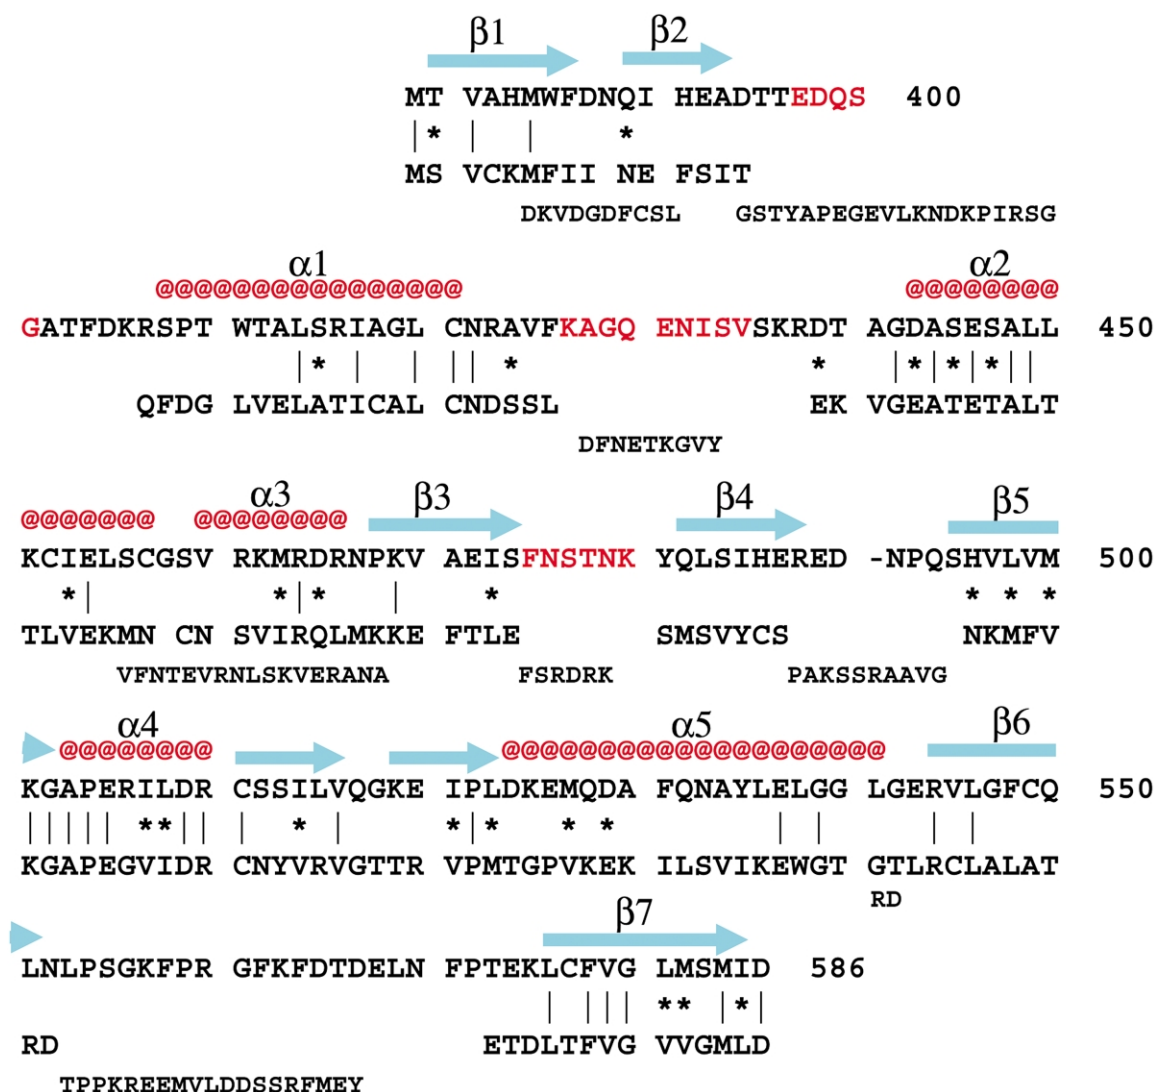 β1 β2
MT VAHMWFDNQI HEADTTEDQS 400
|* | | *
MS VCKMFII NE FSIT
DKVDGDFCSL GSTYAPEGEVLKNDKPIRSG
α1 α2
@@@@@@@@@@@@@@@@ @@@@@@@@
GATFDKRSPT WTALSRIAGL CNRAVFKAGQ ENISVSKRDT AGDASESALL 450
|* | | || * * |*|*|*||
QFDG LVELATICAL CNDSSL EK VGEATETALT
DFNETKGVY
α3 β3 β4 β5
@@@@@@@ @@@@@@@@
KCIELSCGSV RKMRDRNPKV AEISFNSTNK YQLSIHERED -NPQSHVLVM 500
*| *|* | * * * *
TLVEKMN CN SVIRQLMKKE FTLE SMSVYCS NKMFV
VFNTEVRNLSKVERANA FSRDRK PAKSSRAAVG
α4 α5 β6
@@@@@@@@ @@@@@@@@@@@@@@@@@@@@
KGAPERILDR CSSILVQGKE IPLDKEMQDA FQNAYLELGG LGERVLGFCQ 550
|||||**|| | * | *|* * * | | | |
KGAPEGVIDR CNYVRVGTTR VPMTGPVKEK ILSVIKEWGT GTLRCLALAT
RD
β7
LNLPSGKFPR GFKFDTDELN FPTEKLCFVG LMSMID 586
| ||| ** |*|
RD ETDLTFVG VVGMLD
TPPKREEMVLDDSSRFMEY